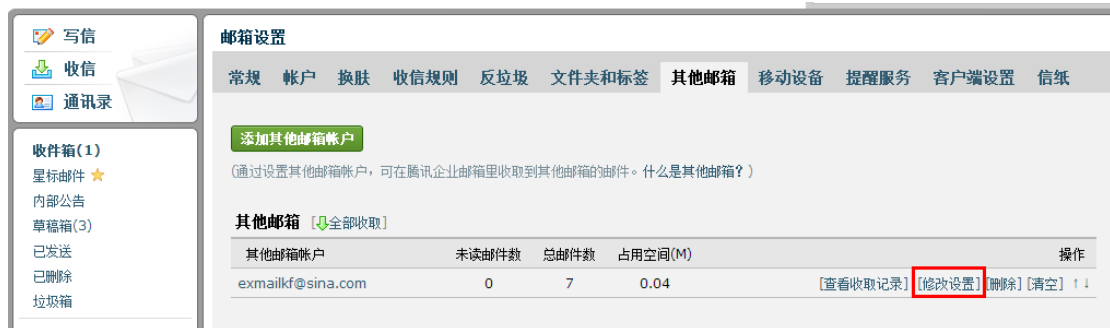 写信
收信
通讯录
收件箱(1)
星标邮件
内部公告
草稿箱(3)
已发送
已删除
垃圾箱
邮箱设置
常规 帐户 换肤 收信规则 反垃圾 文件夹和标签 其他邮箱 移动设备 提醒服务 客户端设置 信纸
添加其他邮箱帐户
(通过设置其他邮箱帐户，可在腾讯企业邮箱里收取到其他邮箱的邮件。什么是其他邮箱？)
其他邮箱 [全部收取]
其他邮箱帐户 未读邮件数 总邮件数 占用空间(M) 操作
exmailkf@sina.com 0 7 0.04 [查看收取记录] [修改设置] [删除] [清空] ↑↓